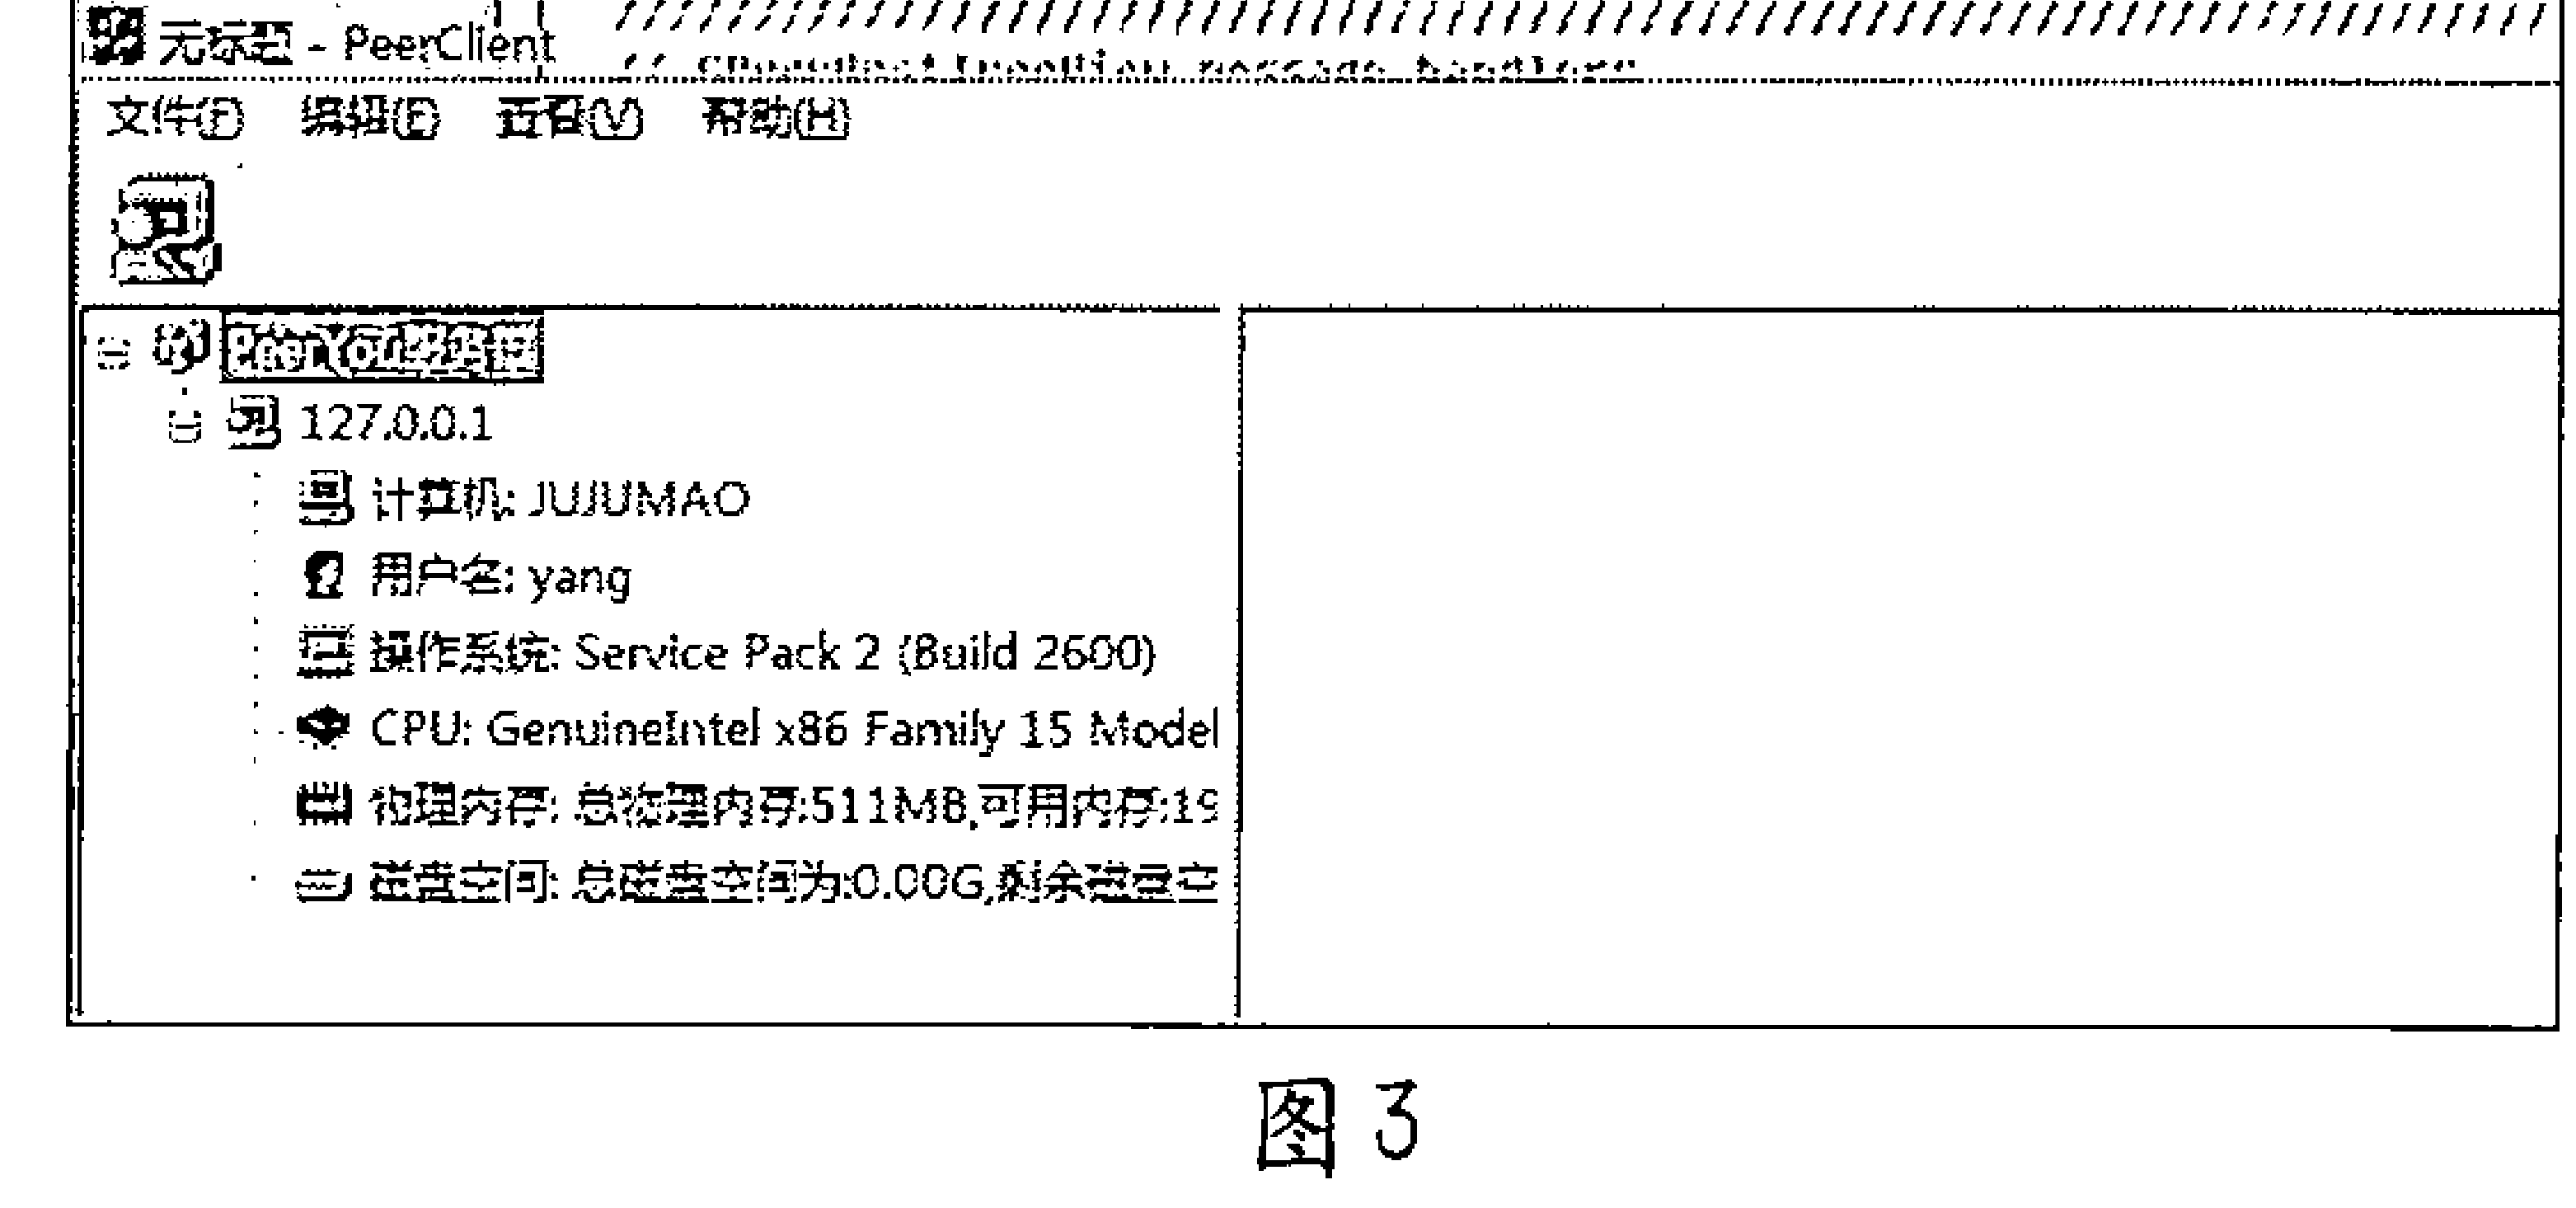 无标题 - PeerClient
文件(F) 编辑(E) 查看(V) 帮助(H)
PeerYou
127.0.0.1
计算机: JUJUMAO
用户名: yang
操作系统: Service Pack 2 (Build 2600)
CPU: GenuineIntel x86 Family 15 Model
物理内存: 总物理内存:511MB,可用内存:19
磁盘空间: 总磁盘空间为:0.00G,剩余磁盘空
图 3